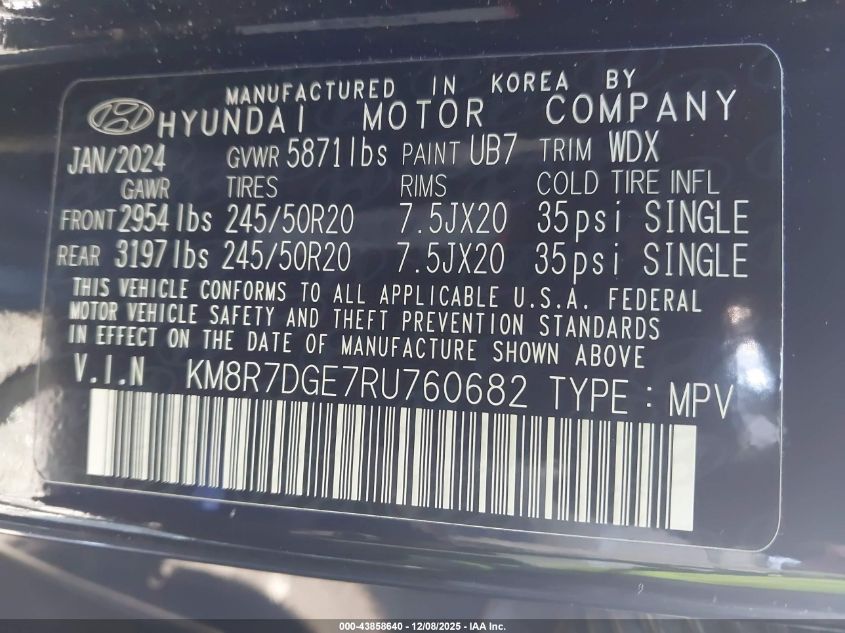 MANUFACTURED IN KOREA BY
HYUNDAI MOTOR COMPANY
JAN/2024 GVWR 5871lbs PAINT UB7 TRIM WDX
GAWR TIRES RIMS COLD TIRE INFL
FRONT 2954lbs 245/50R20 7.5JX20 35psi SINGLE
REAR 3197lbs 245/50R20 7.5JX20 35psi SINGLE
THIS VEHICLE CONFORMS TO ALL APPLICABLE U.S.A. FEDERAL
MOTOR VEHICLE SAFETY AND THEFT PREVENTION STANDARDS
IN EFFECT ON THE DATE OF MANUFACTURE SHOWN ABOVE
V.I.N KM8R7DGE7RU760682 TYPE : MPV
000-43858640 - 12/08/2025 - IAA Inc.